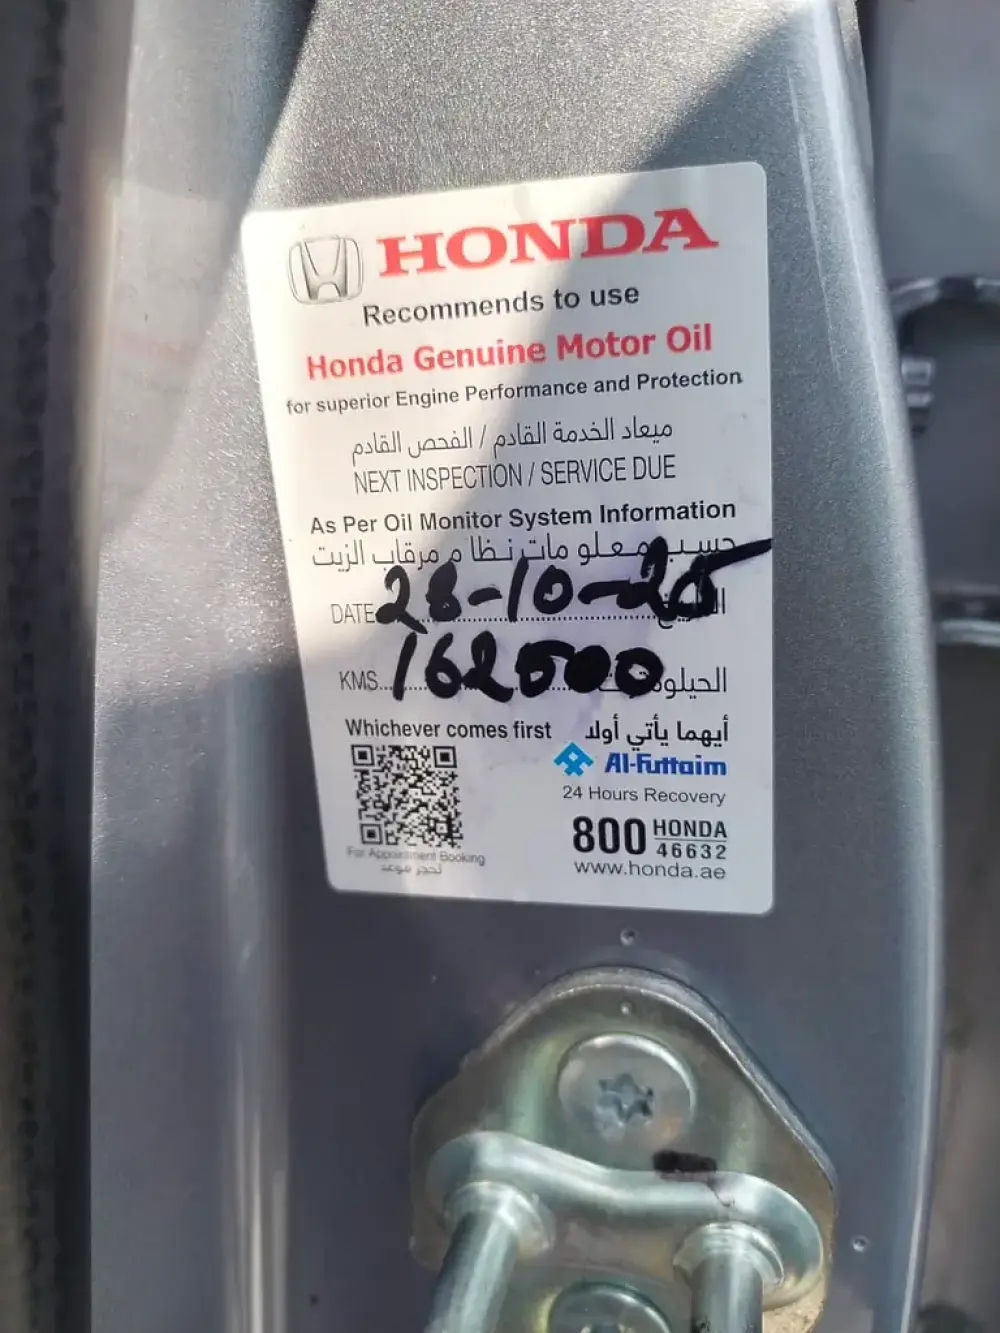 HONDA
Recommends to use
Honda Genuine Motor Oil
for superior Engine Performance and Protection
ميعاد الخدمة القادم / الفحص القادم
NEXT INSPECTION / SERVICE DUE
As Per Oil Monitor System Information
حسب معلومات نظام مرقاب الزيت
DATE 28-10-25
KMS 162500
Whichever comes first أيهما يأتي أولا
Al-Futtaim
24 Hours Recovery
800 HONDA
46632
For Appointment Booking
لحجز موعد
www.honda.ae